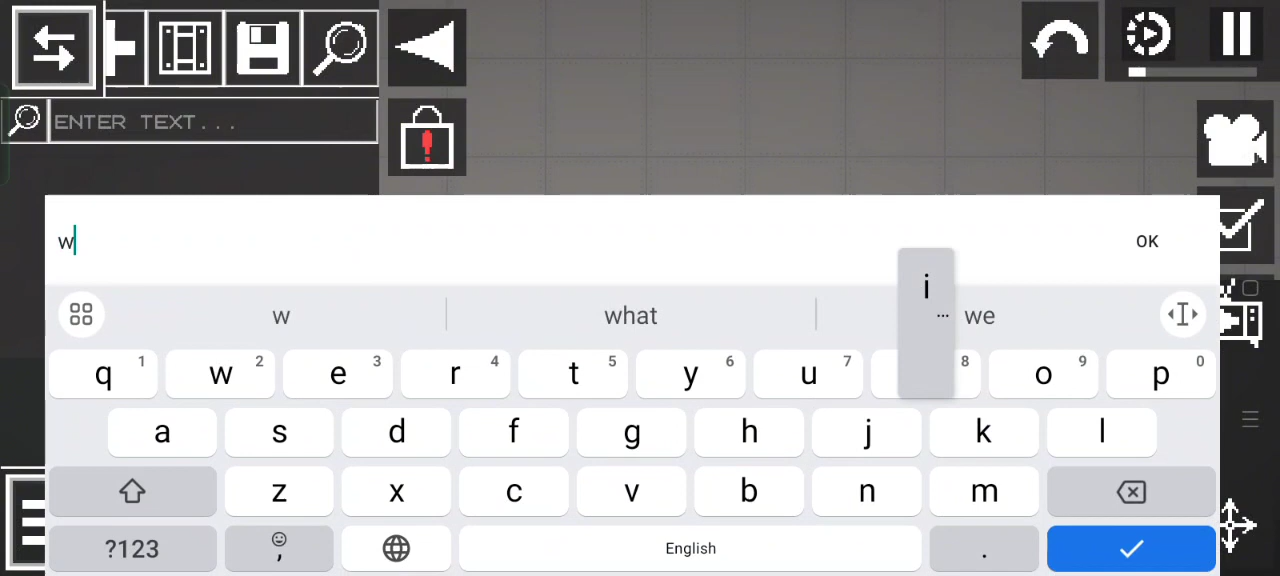 ENTER TEXT...
w
OK
i
...
w what we
q 1 w 2 e 3 r 4 t 5 y 6 u 7 8 o 9 p 0
a s d f g h j k l
z x c v b n m
?123 , English .